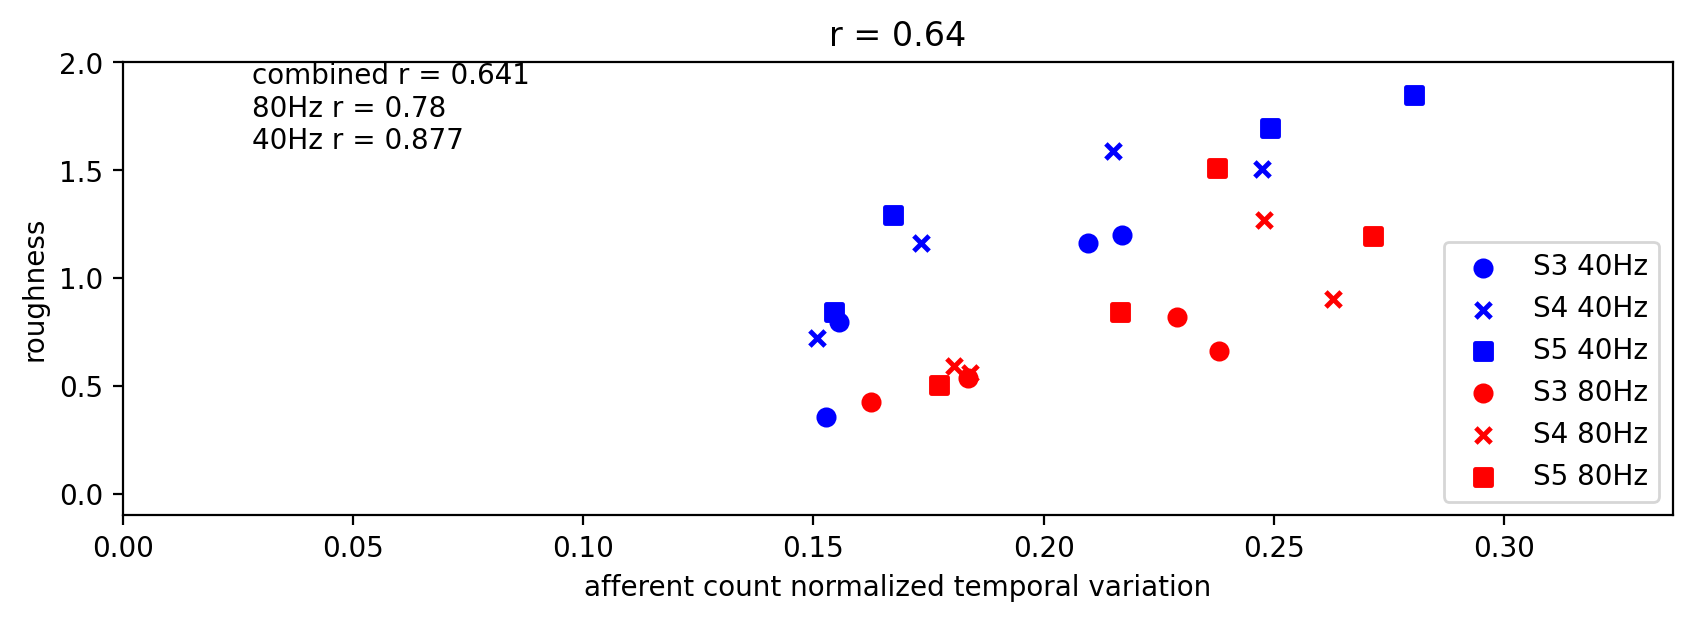 r = 0.64
combined r = 0.641
80Hz r = 0.78
40Hz r = 0.877
2.0
1.5
1.0
0.5
0.0
roughness
S3 40Hz
S4 40Hz
S5 40Hz
S3 80Hz
S4 80Hz
S5 80Hz
0.00 0.05 0.10 0.15 0.20 0.25 0.30
afferent count normalized temporal variation